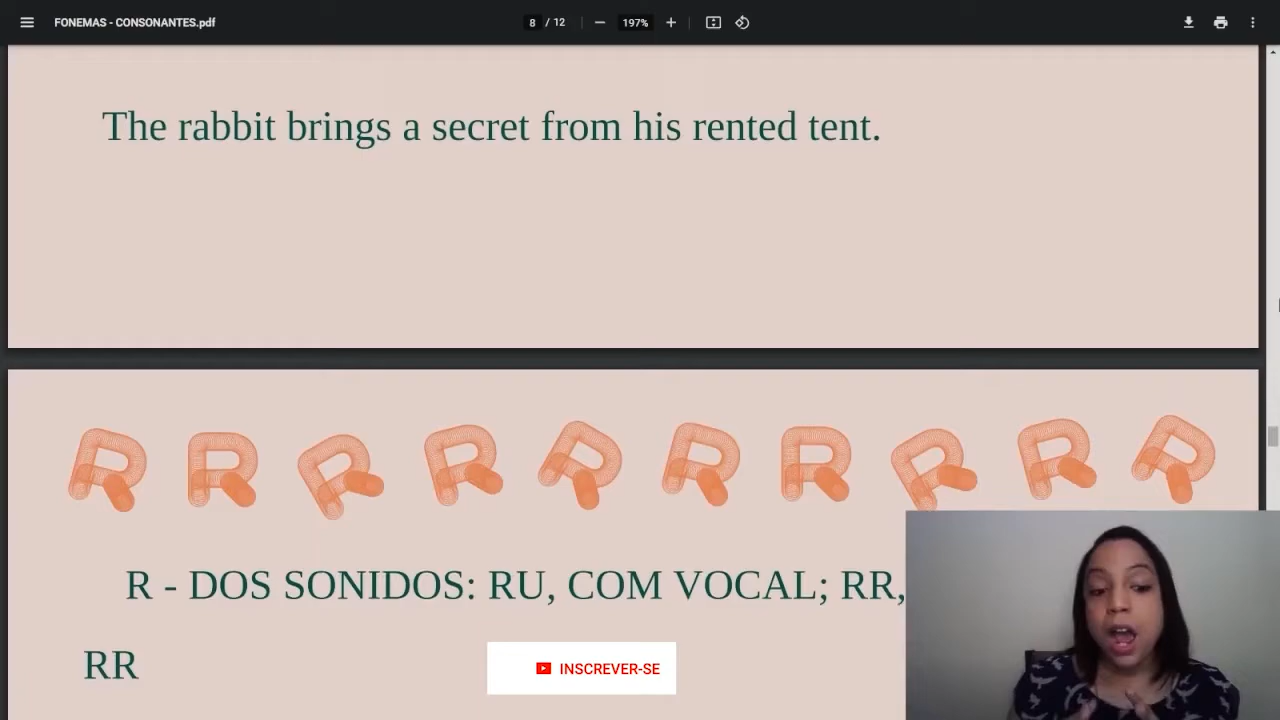 FONEMAS - CONSONANTES.pdf
8 / 12
197%
The rabbit brings a secret from his rented tent.
R R R R R R R R R R
R - DOS SONIDOS: RU, COM VOCAL; RR,
RR
INSCREVER-SE